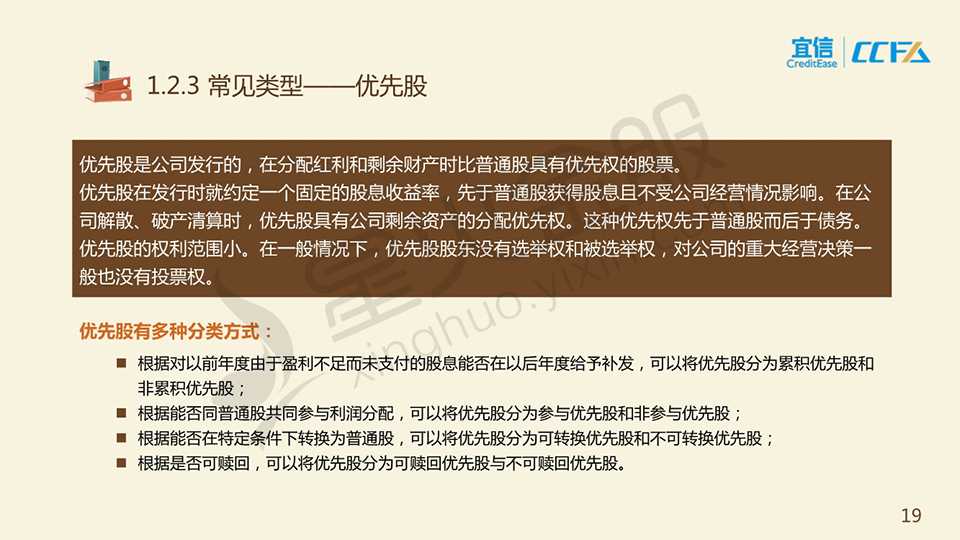 宜信
CreditEase
CCFA
1.2.3 常见类型——优先股
优先股是公司发行的，在分配红利和剩余财产时比普通股具有优先权的股票。
优先股在发行时就约定一个固定的股息收益率，先于普通股获得股息且不受公司经营情况影响。在公
司解散、破产清算时，优先股具有公司剩余资产的分配优先权。这种优先权先于普通股而后于债务。
优先股的权利范围小。在一般情况下，优先股股东没有选举权和被选举权，对公司的重大经营决策一
般也没有投票权。
优先股有多种分类方式：
■ 根据对以前年度由于盈利不足而未支付的股息能否在以后年度给予补发，可以将优先股分为累积优先股和
非累积优先股；
■ 根据能否同普通股共同参与利润分配，可以将优先股分为参与优先股和非参与优先股；
■ 根据能否在特定条件下转换为普通股，可以将优先股分为可转换优先股和不可转换优先股；
■ 根据是否可赎回，可以将优先股分为可赎回优先股与不可赎回优先股。
19